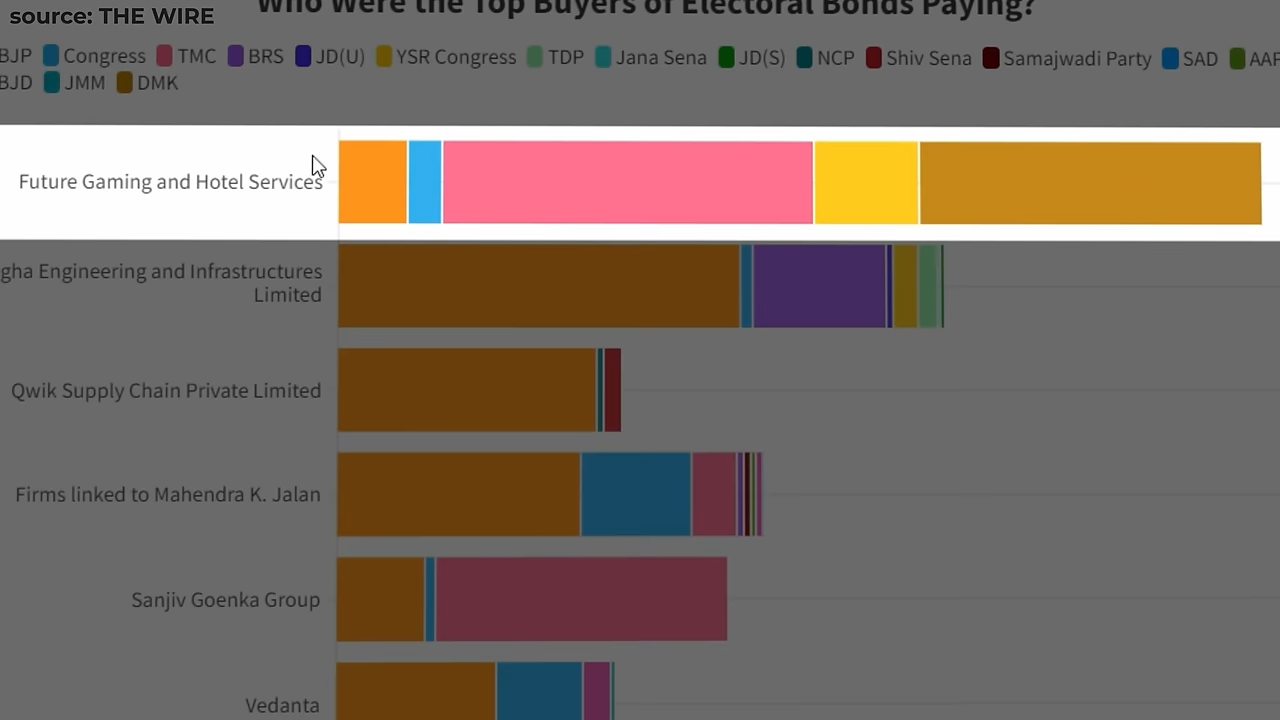 source: THE WIRE
Who Were the Top Buyers of Electoral Bonds Paying?
BJP Congress TMC BRS JD(U) YSR Congress TDP Jana Sena JD(S) NCP Shiv Sena Samajwadi Party SAD AAP
BJD JMM DMK
Future Gaming and Hotel Services
gha Engineering and Infrastructures
Limited
Qwik Supply Chain Private Limited
Firms linked to Mahendra K. Jalan
Sanjiv Goenka Group
Vedanta